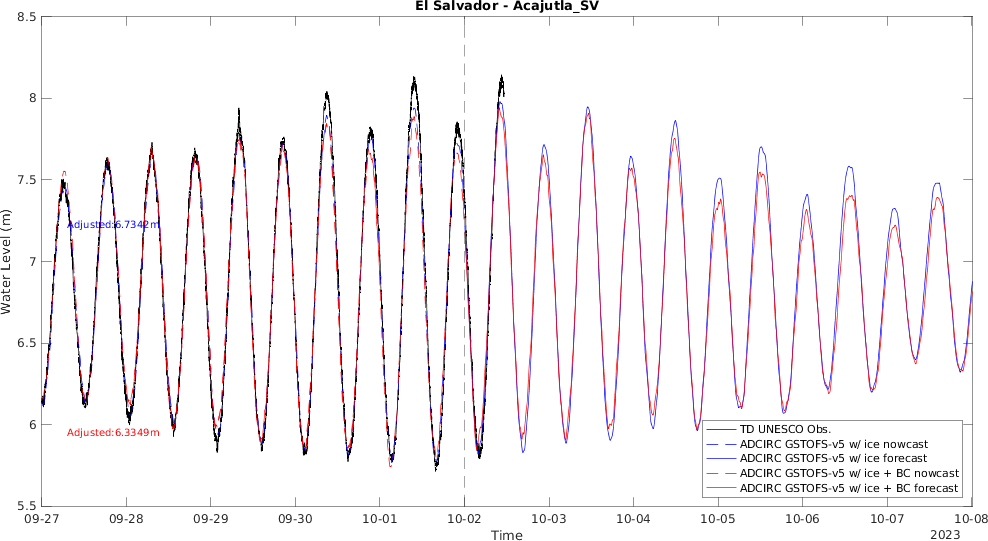 El Salvador - Acajutla_SV
Water Level (m)
8.5
8
7.5
7
6.5
6
5.5
Adjusted:6.7342m
Adjusted:6.3349m
TD UNESCO Obs.
ADCIRC GSTOFS-v5 w/ ice nowcast
ADCIRC GSTOFS-v5 w/ ice forecast
ADCIRC GSTOFS-v5 w/ ice + BC nowcast
ADCIRC GSTOFS-v5 w/ ice + BC forecast
09-27 09-28 09-29 09-30 10-01 10-02 10-03 10-04 10-05 10-06 10-07 10-08
Time
2023